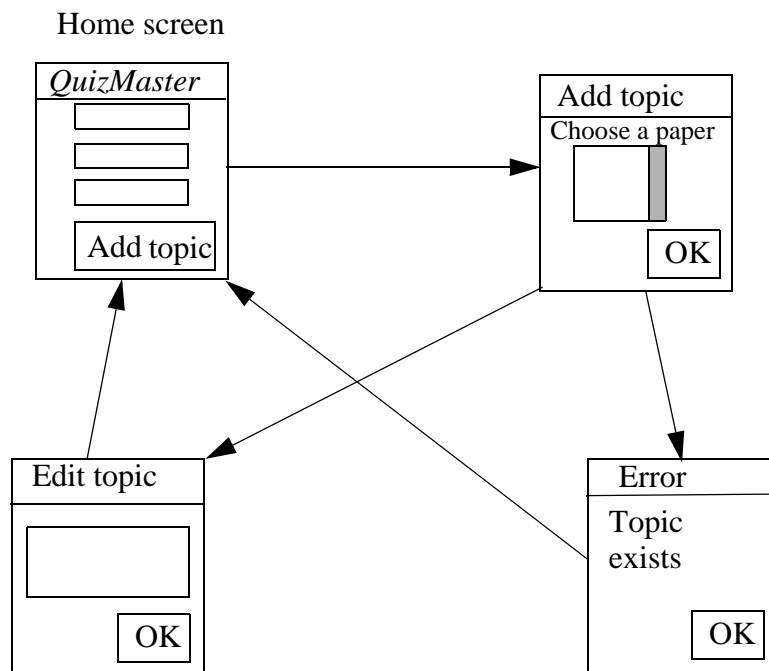 Home screen
QuizMaster
Add topic
Add topic
Choose a paper
OK
Edit topic
OK
Error
Topic
exists
OK